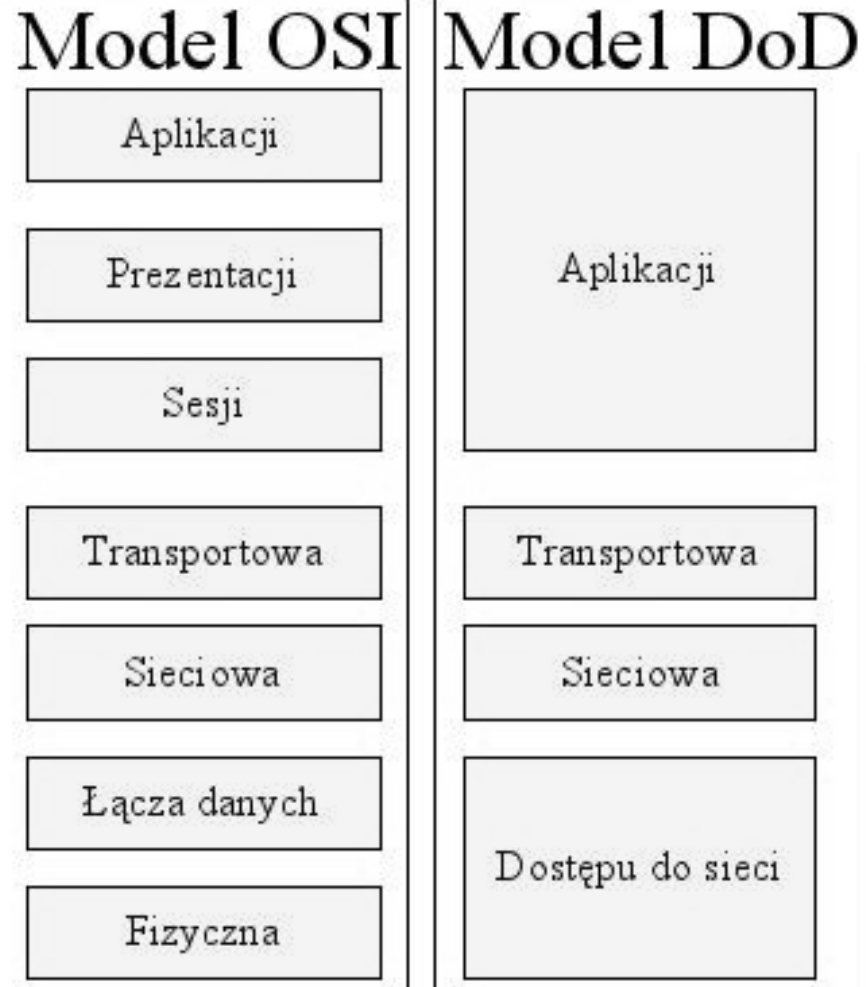 Model OSI
Aplikacji
Prezentacji
Sesji
Transportowa
Sieciowa
Łącza danych
Fizyczna
Model DoD
Aplikacji
Transportowa
Sieciowa
Dostępu do sieci